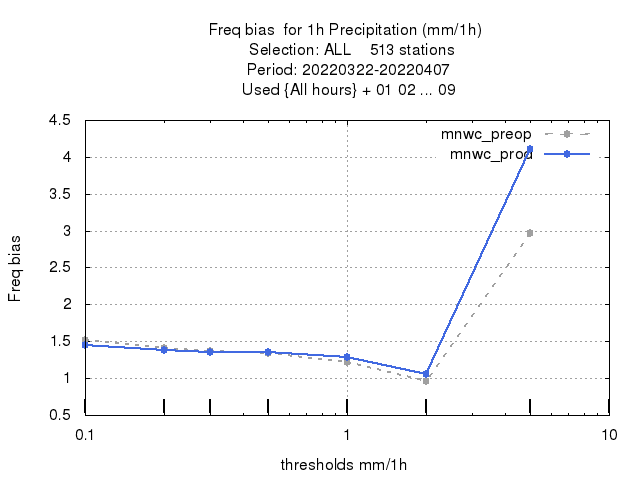 Freq bias  for 1h Precipitation (mm/1h)
Selection: ALL    513 stations
Period: 20220322-20220407
Used {All hours} + 01 02 ... 09
mnwc_preop
mnwc_prod
4.5
4
3.5
3
2.5
2
1.5
1
0.5
Freq bias
0.1 1 10
thresholds mm/1h